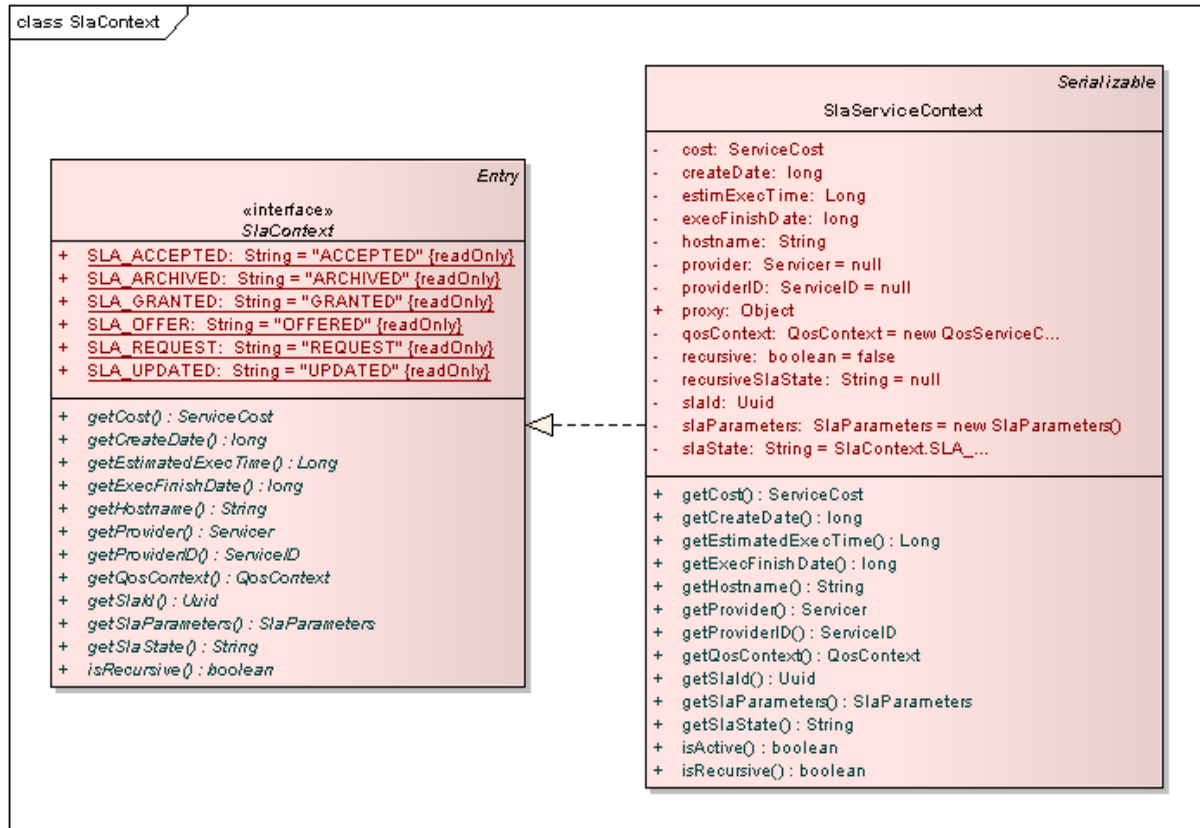 class SlaContext
Entry
«interface»
SlaContext
+ SLA_ACCEPTED: String = "ACCEPTED" {readOnly}
+ SLA_ARCHIVED: String = "ARCHIVED" {readOnly}
+ SLA_GRANTED: String = "GRANTED" {readOnly}
+ SLA_OFFER: String = "OFFERED" {readOnly}
+ SLA_REQUEST: String = "REQUEST" {readOnly}
+ SLA_UPDATED: String = "UPDATED" {readOnly}
+ getCost() : ServiceCost
+ getCreateDate() : long
+ getEstimatedExecTime() : Long
+ getExecFinishDate() : long
+ getHostname() : String
+ getProvider() : Servicer
+ getProviderID() : ServiceID
+ getQosContext() : QosContext
+ getSlaId() : Uuid
+ getSlaParameters() : SlaParameters
+ getSlaState() : String
+ isRecursive() : boolean
Serializable
SlaServiceContext
- cost: ServiceCost
- createDate: long
- estimExecTime: Long
- execFinishDate: long
- hostname: String
- provider: Servicer = null
- providerID: ServiceID = null
+ proxy: Object
- qosContext: QosContext = new QosServiceC...
- recursive: boolean = false
- recursiveSlaState: String = null
- slaId: Uuid
- slaParameters: SlaParameters = new SlaParameters()
- slaState: String = SlaContext.SLA_...
+ getCost() : ServiceCost
+ getCreateDate() : long
+ getEstimatedExecTime() : Long
+ getExecFinishDate() : long
+ getHostname() : String
+ getProvider() : Servicer
+ getProviderID() : ServiceID
+ getQosContext() : QosContext
+ getSlaId() : Uuid
+ getSlaParameters() : SlaParameters
+ getSlaState() : String
+ isActive() : boolean
+ isRecursive() : boolean